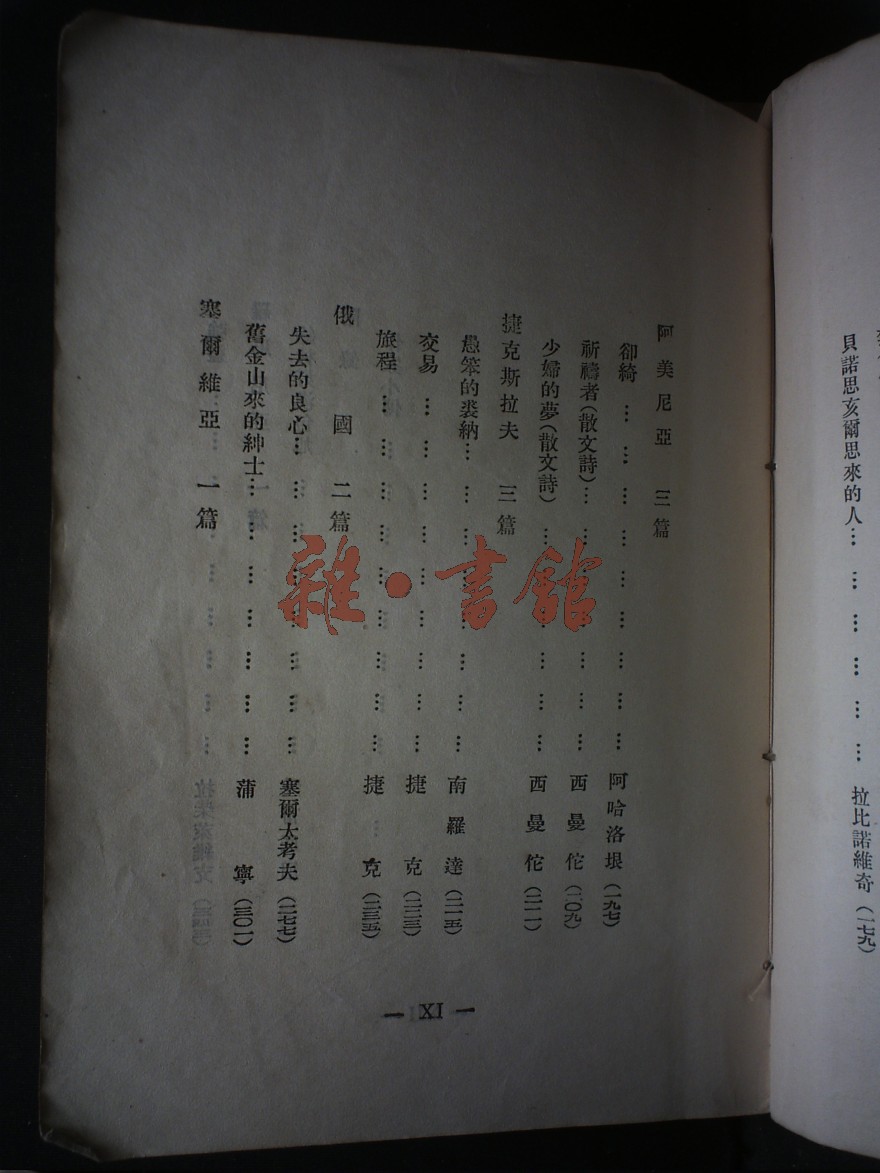 貝諾思亥爾思來的人… … … … … … 拉比諾維奇(一七九)
阿美尼亞 三篇
卻綺 … … … … … … … … 阿哈洛垠(一九七)
祈禱者(散文詩)… … … … … … 西曼佗(二〇九)
少婦的夢(散文詩)… … … … … 西曼佗(二一一)
捷克斯拉夫 三篇
愚笨的裘納… … … … … … … 南羅達(二一五)
交易 … … … … … … … … 捷克(二二三)
旅程 … … … … … … … … 捷克(二三五)
俄國 二篇
失去的良心… … … … … … … 塞爾太考夫(二七七)
舊金山來的紳士… … … … … … … 蒲寧(三〇一)
塞爾維亞 一篇
— XI —
雜·書館